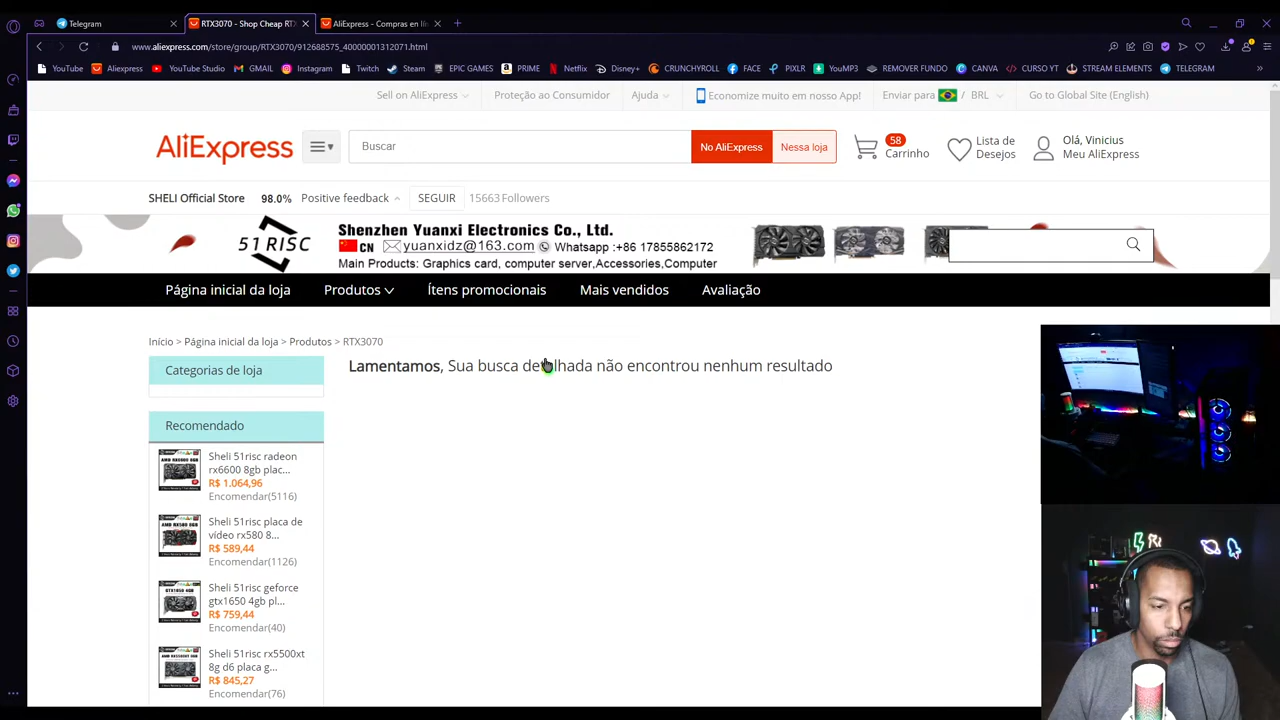 Telegram
RTX3070 - Shop Cheap RTX
AliExpress - Compras en lí
www.aliexpress.com/store/group/RTX3070/912688575_40000001312071.html
YouTube
Aliexpress
YouTube Studio
GMAIL
Instagram
Twitch
Steam
EPIC GAMES
PRIME
Netflix
Disney+
CRUNCHYROLL
FACE
PIXLR
YouMP3
REMOVER FUNDO
CANVA
CURSO YT
STREAM ELEMENTS
TELEGRAM
Sell on AliExpress
Proteção ao Consumidor
Ajuda
Economize muito em nosso App!
Enviar para / BRL
Go to Global Site (English)
AliExpress
Buscar
No AliExpress
Nessa loja
58
Carrinho
Lista de
Desejos
Olá, Vinicius
Meu AliExpress
SHELI Official Store
98.0%
Positive feedback
SEGUIR
15663 Followers
51RISC
Shenzhen Yuanxi Electronics Co., Ltd.
CN yuanxidz@163.com Whatsapp :+86 17855862172
Main Products: Graphics card, computer server,Accessories,Computer
Página inicial da loja
Produtos
Ítens promocionais
Mais vendidos
Avaliação
Início > Página inicial da loja > Produtos > RTX3070
Categorias de loja
Lamentamos, Sua busca detalhada não encontrou nenhum resultado
Recomendado
Sheli 51risc radeon
rx6600 8gb plac...
R$ 1.064,96
Encomendar(5116)
Sheli 51risc placa de
vídeo rx580 8...
R$ 589,44
Encomendar(1126)
Sheli 51risc geforce
gtx1650 4gb pl...
R$ 759,44
Encomendar(40)
Sheli 51risc rx5500xt
8g d6 placa g...
R$ 845,27
Encomendar(76)